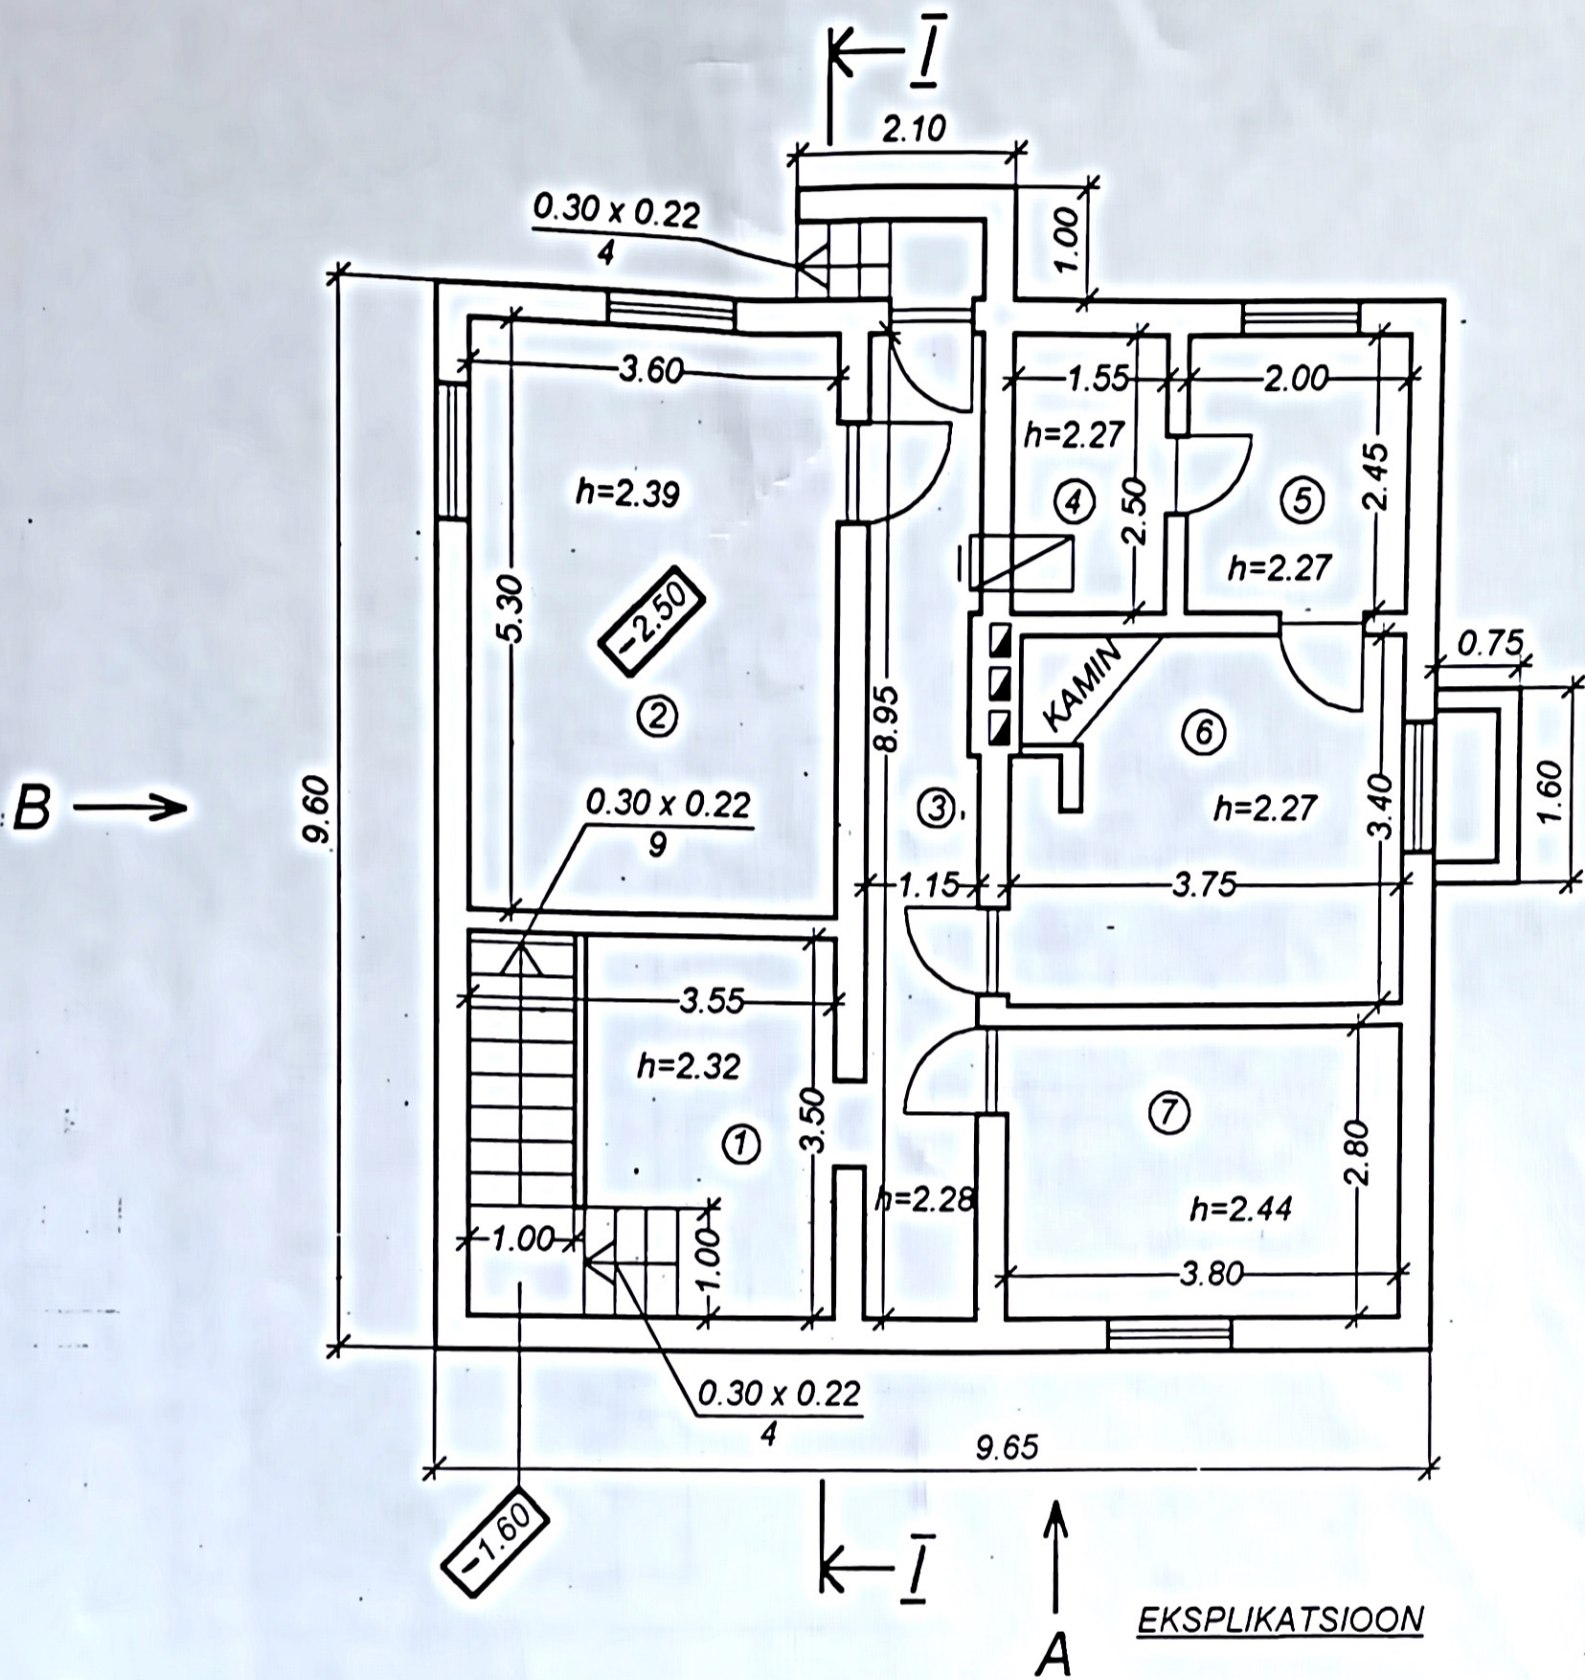 I
2.10
0.30 x 0.22
4
1.00
3.60
1.55
2.00
h=2.27
h=2.39
2.45
4
5
2.50
h=2.27
5.30
-2.50
KAMIN
0.75
2
8.95
6
B
9.60
0.30 x 0.22
9
3
h=2.27
3.40
1.60
1.15
3.75
3.55
h=2.32
3.50
1
7
2.80
h=2.28
h=2.44
1.00
1.00
3.80
0.30 x 0.22
4
9.65
-1.60
I
A
EKSPLIKATSIOON